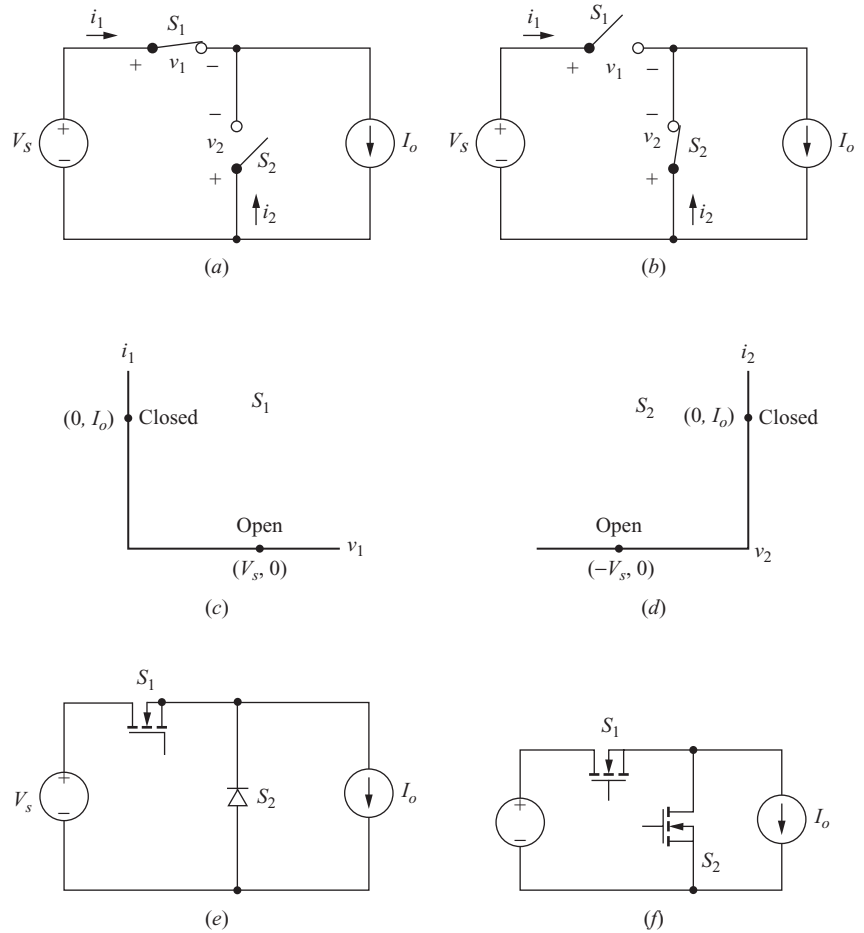 i1 S1
+ v1 −
−
v2
S2
+
i2
Vs + −
Io
(a)
i1 S1
+ v1 −
−
v2
S2
+
i2
Vs + −
Io
(b)
i1
S1
(0, Io) Closed
Open
v1
(Vs, 0)
(c)
i2
S2
(0, Io) Closed
Open
v2
(−Vs, 0)
(d)
S1
Vs + −
S2
Io
(e)
S1
+ −
S2
Io
(f)